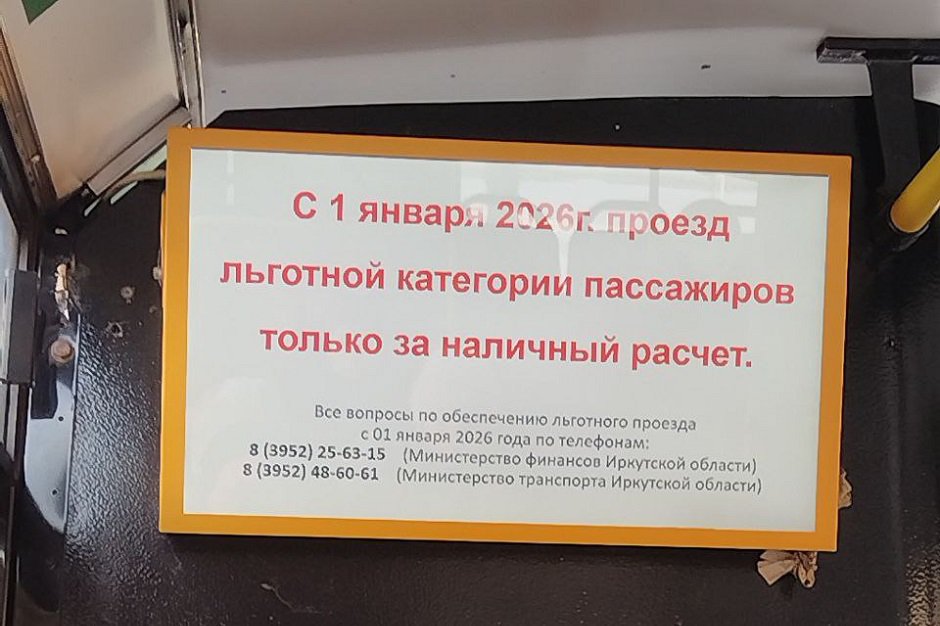 С 1 января 2026г. проезд
льготной категории пассажиров
только за наличный расчет.
Все вопросы по обеспечению льготного проезда
с 01 января 2026 года по телефонам:
8 (3952) 25-63-15 (Министерство финансов Иркутской области)
8 (3952) 48-60-61 (Министерство транспорта Иркутской области)